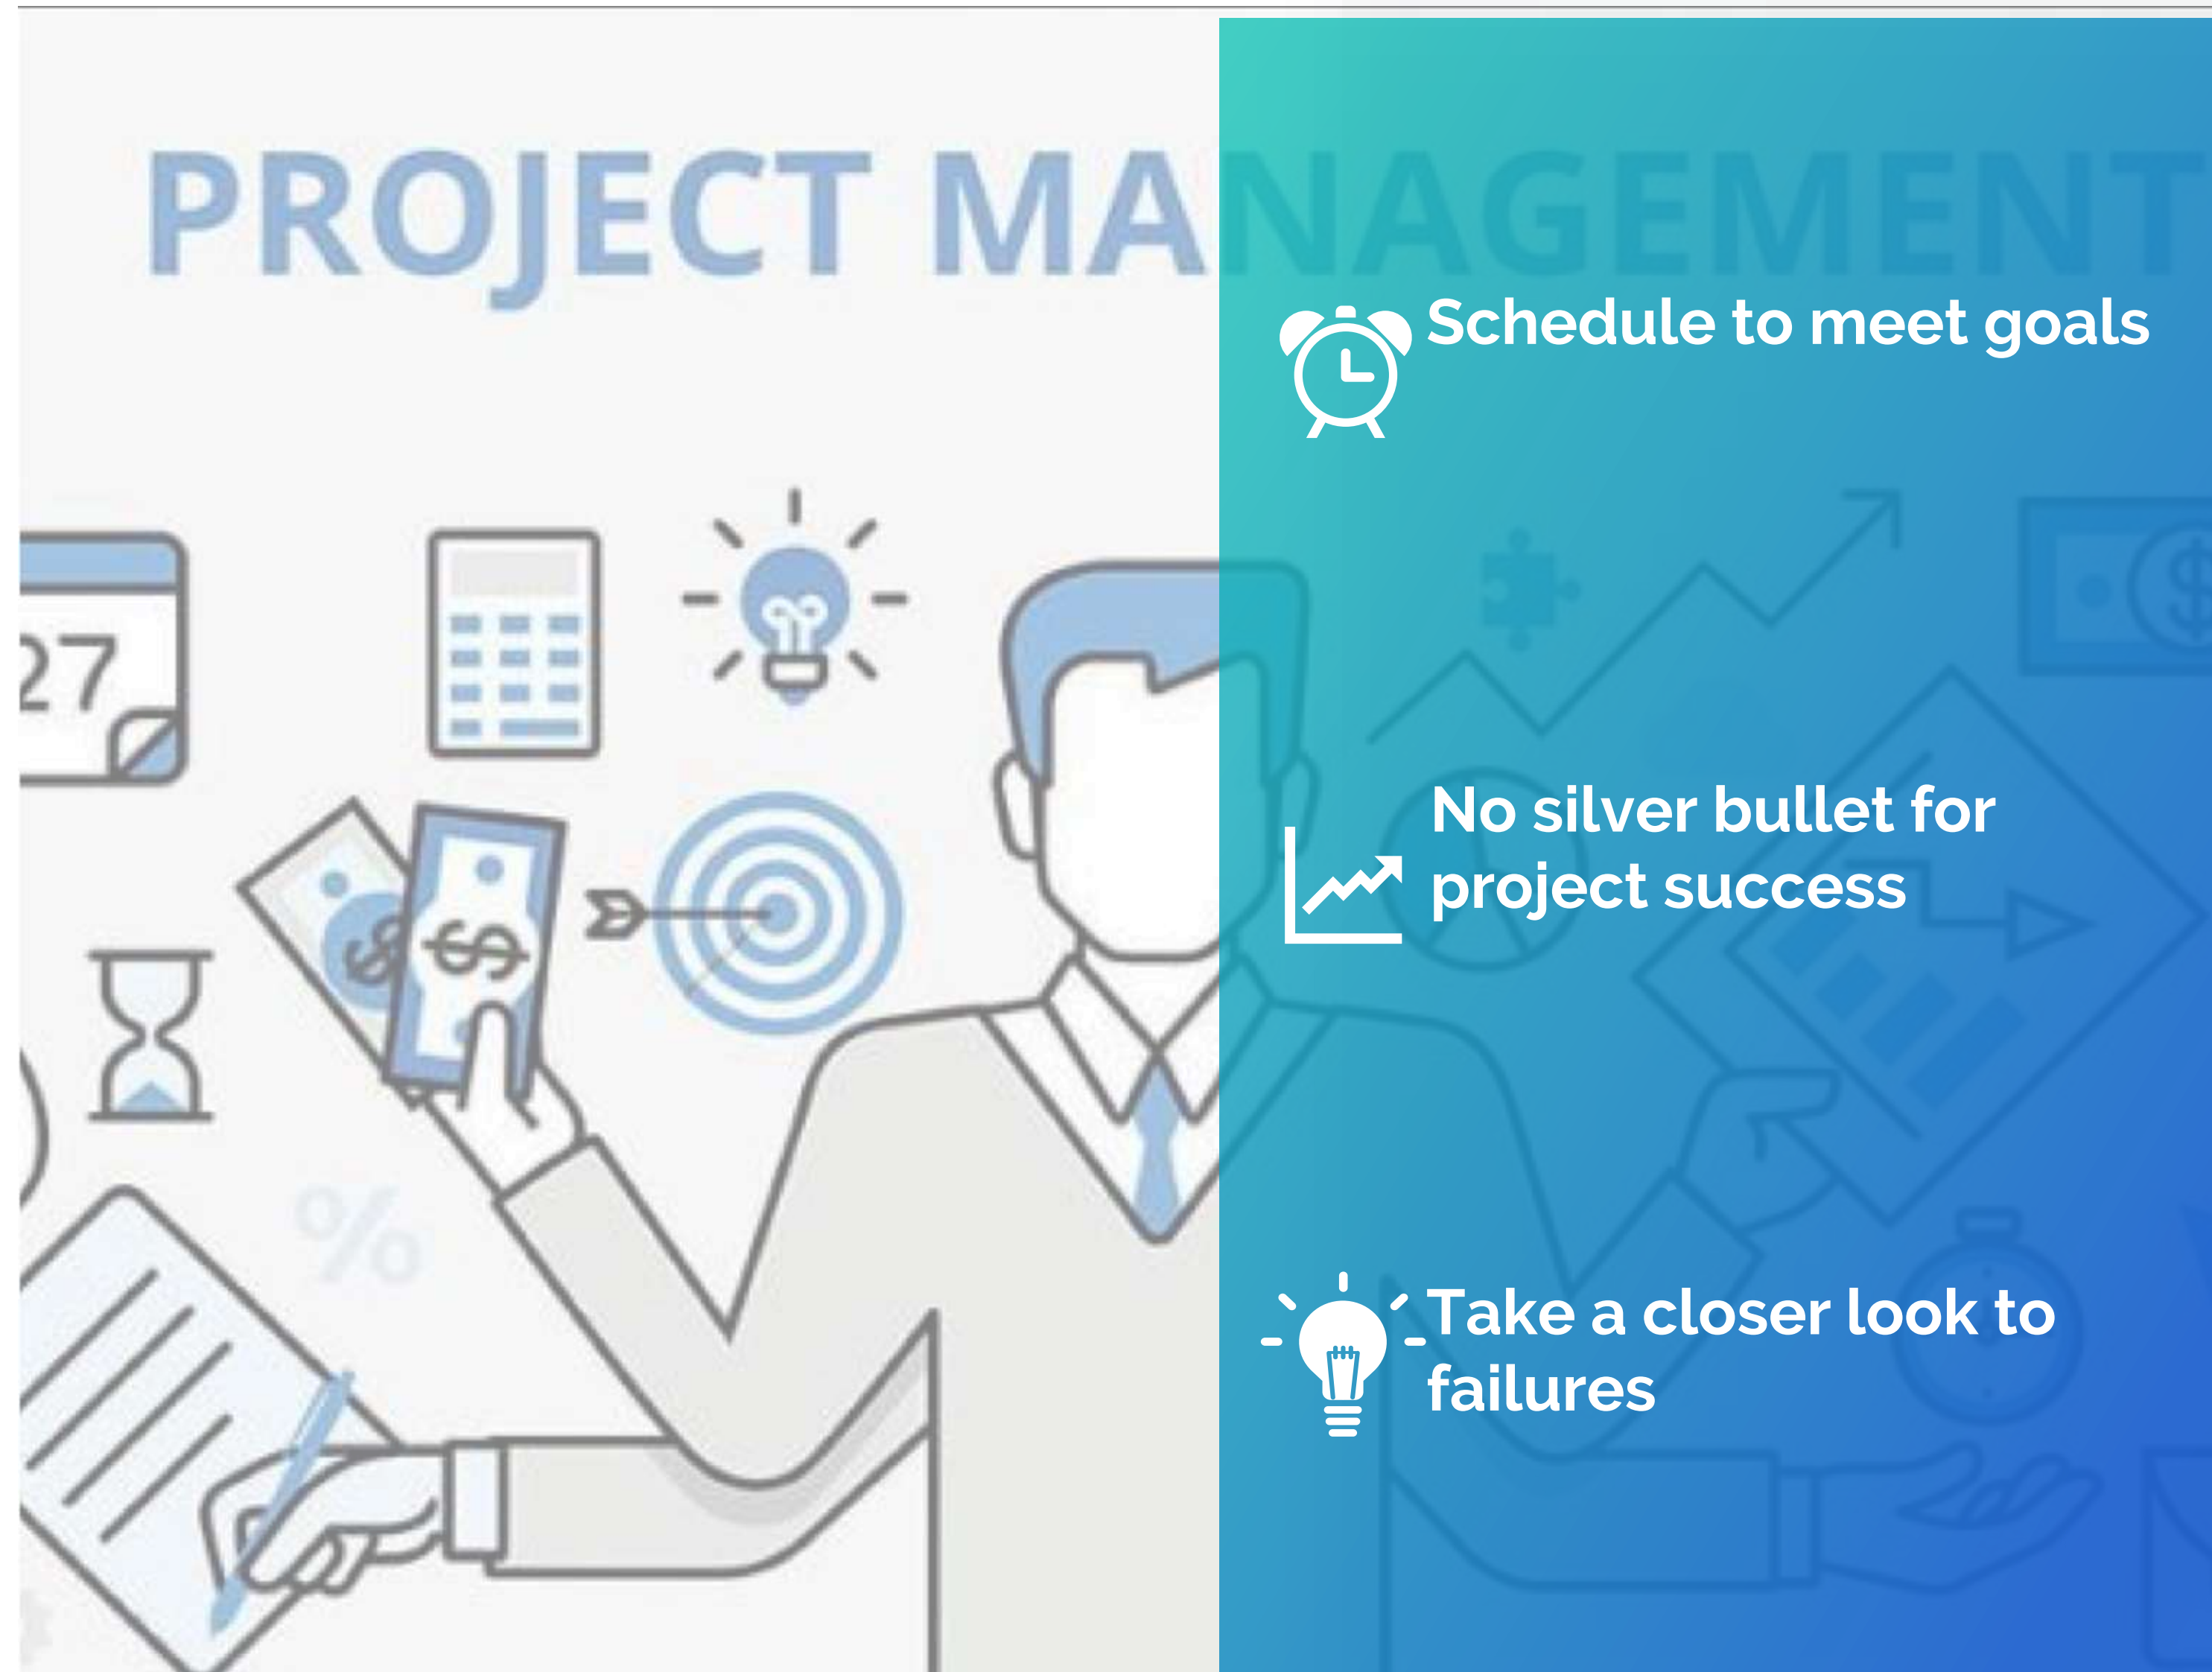 PROJECT MANAGEMENT
Schedule to meet goals
27
$
$
$
No silver bullet for
project success
%
Take a closer look to
failures